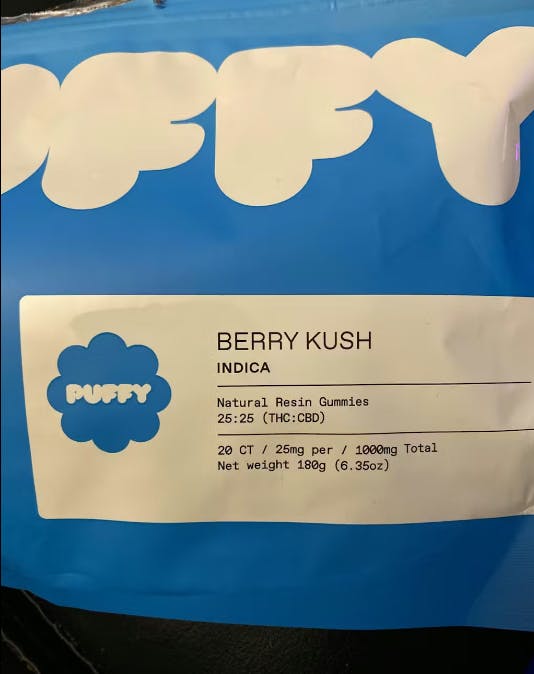 PUFFY
BERRY KUSH
INDICA
PUFFY
Natural Resin Gummies
25:25 (THC:CBD)
20 CT / 25mg per / 1000mg Total
Net weight 180g (6.35oz)